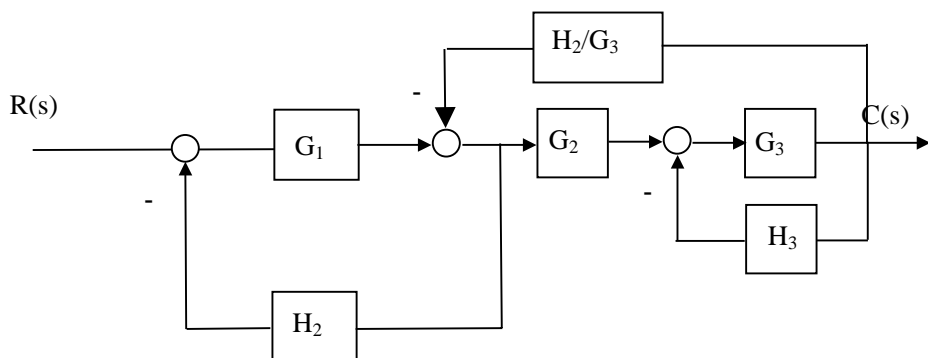 H₂/G₃
-
R(s)
C(s)
G₁
G₂
G₃
-
-
H₃
H₂